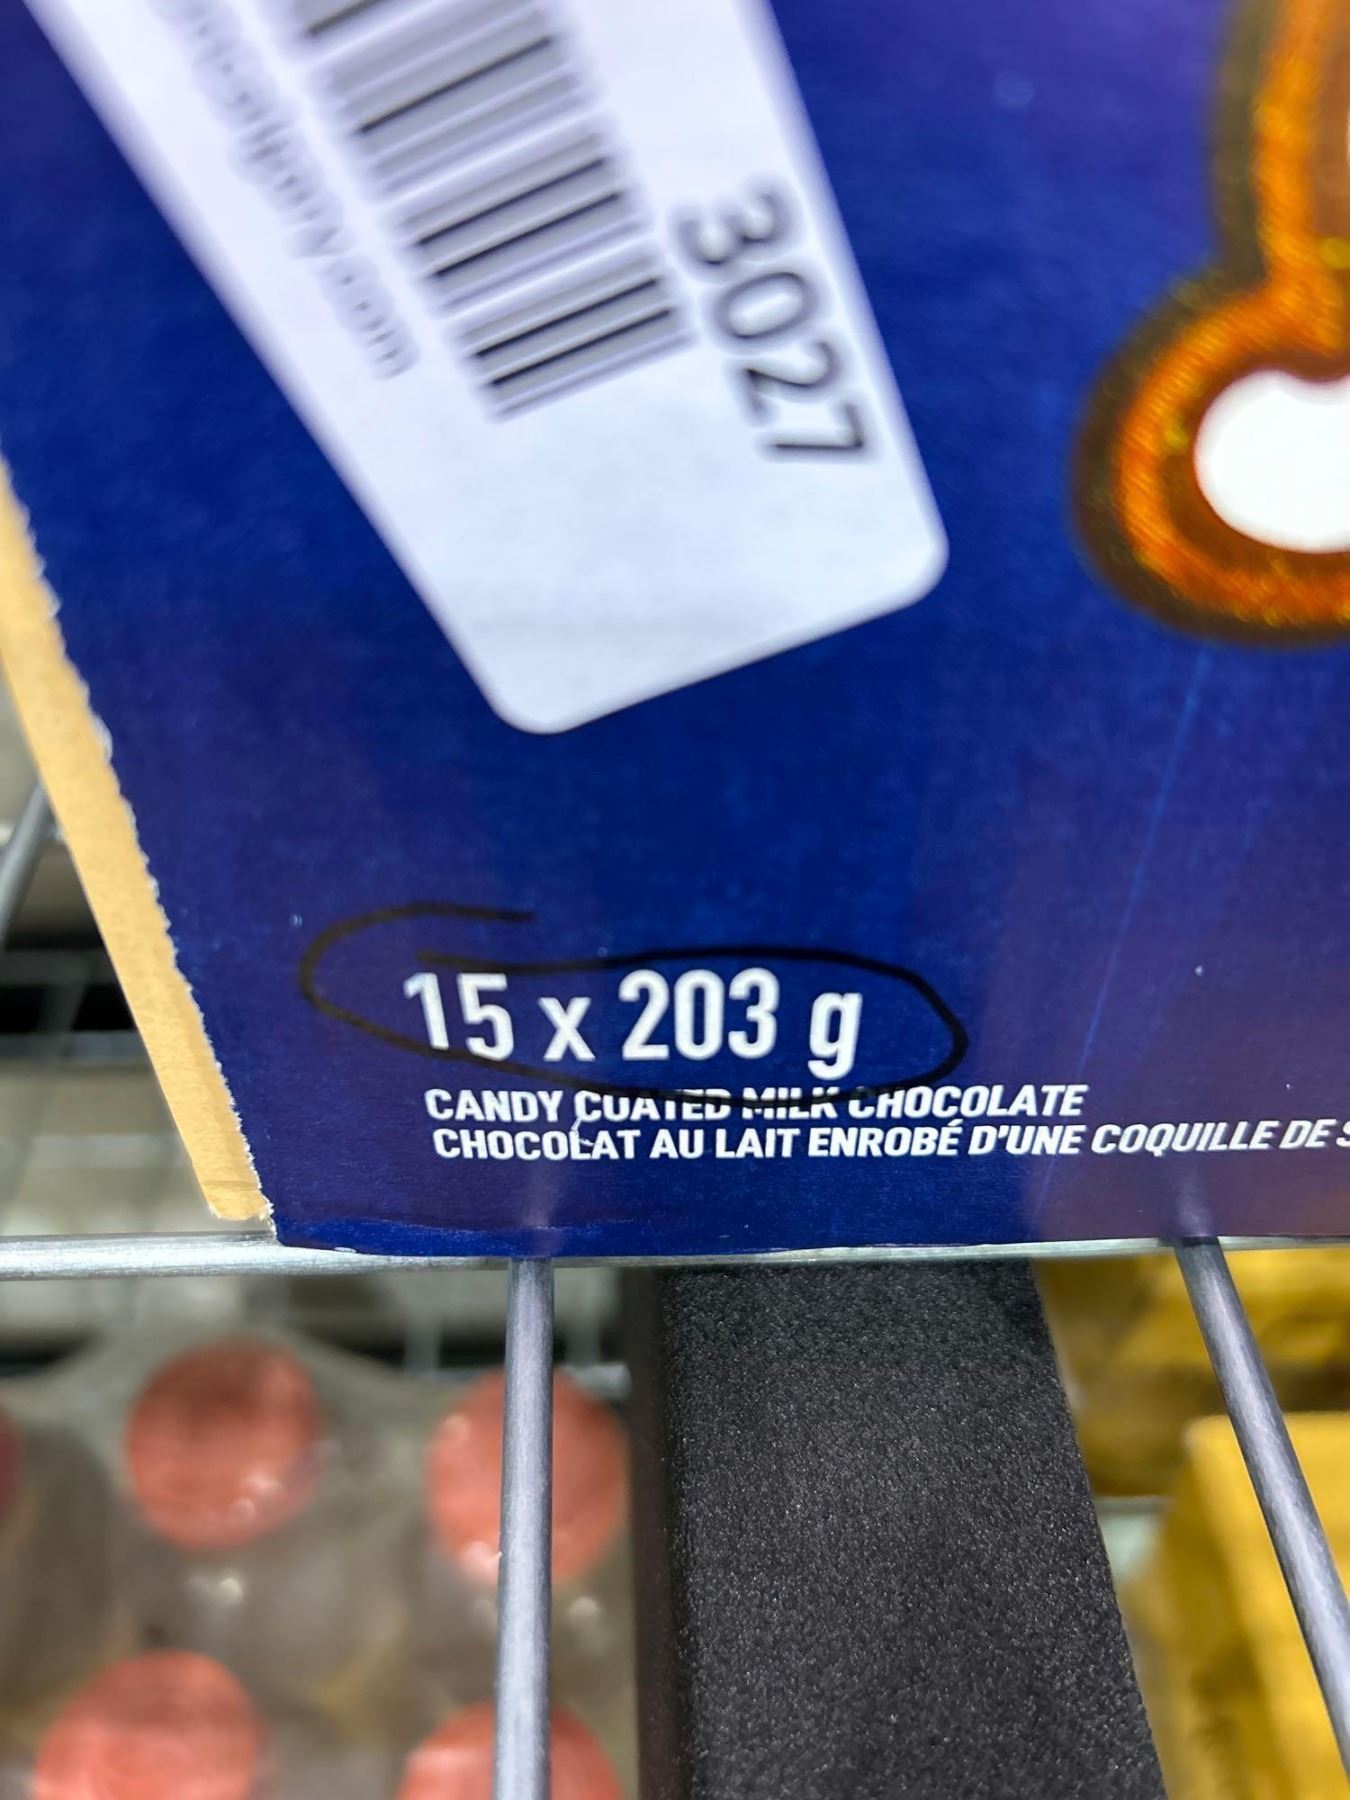 3027
15 x 203 g
CANDY COATED MILK CHOCOLATE
CHOCOLAT AU LAIT ENROBÉ D'UNE COQUILLE DE